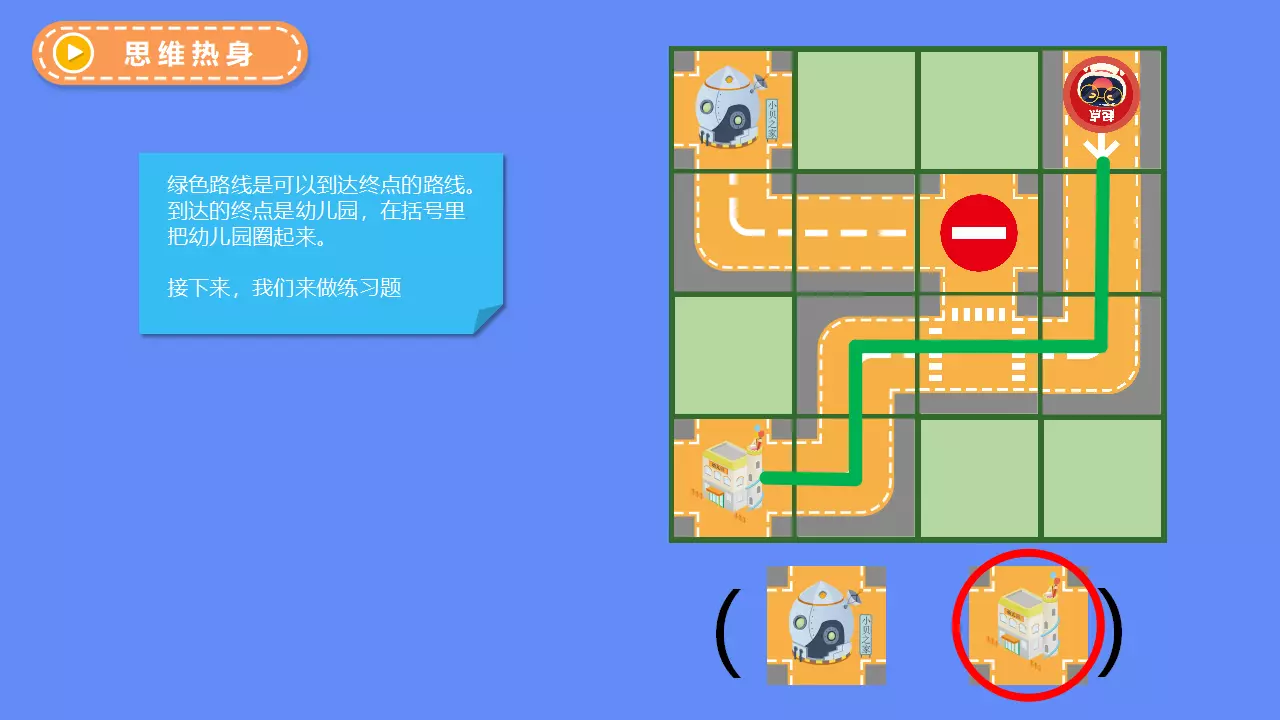 思维热身
绿色路线是可以到达终点的路线。
到达的终点是幼儿园，在括号里
把幼儿园圈起来。
接下来，我们来做练习题
小贝之家
起点
(
小贝之家
)